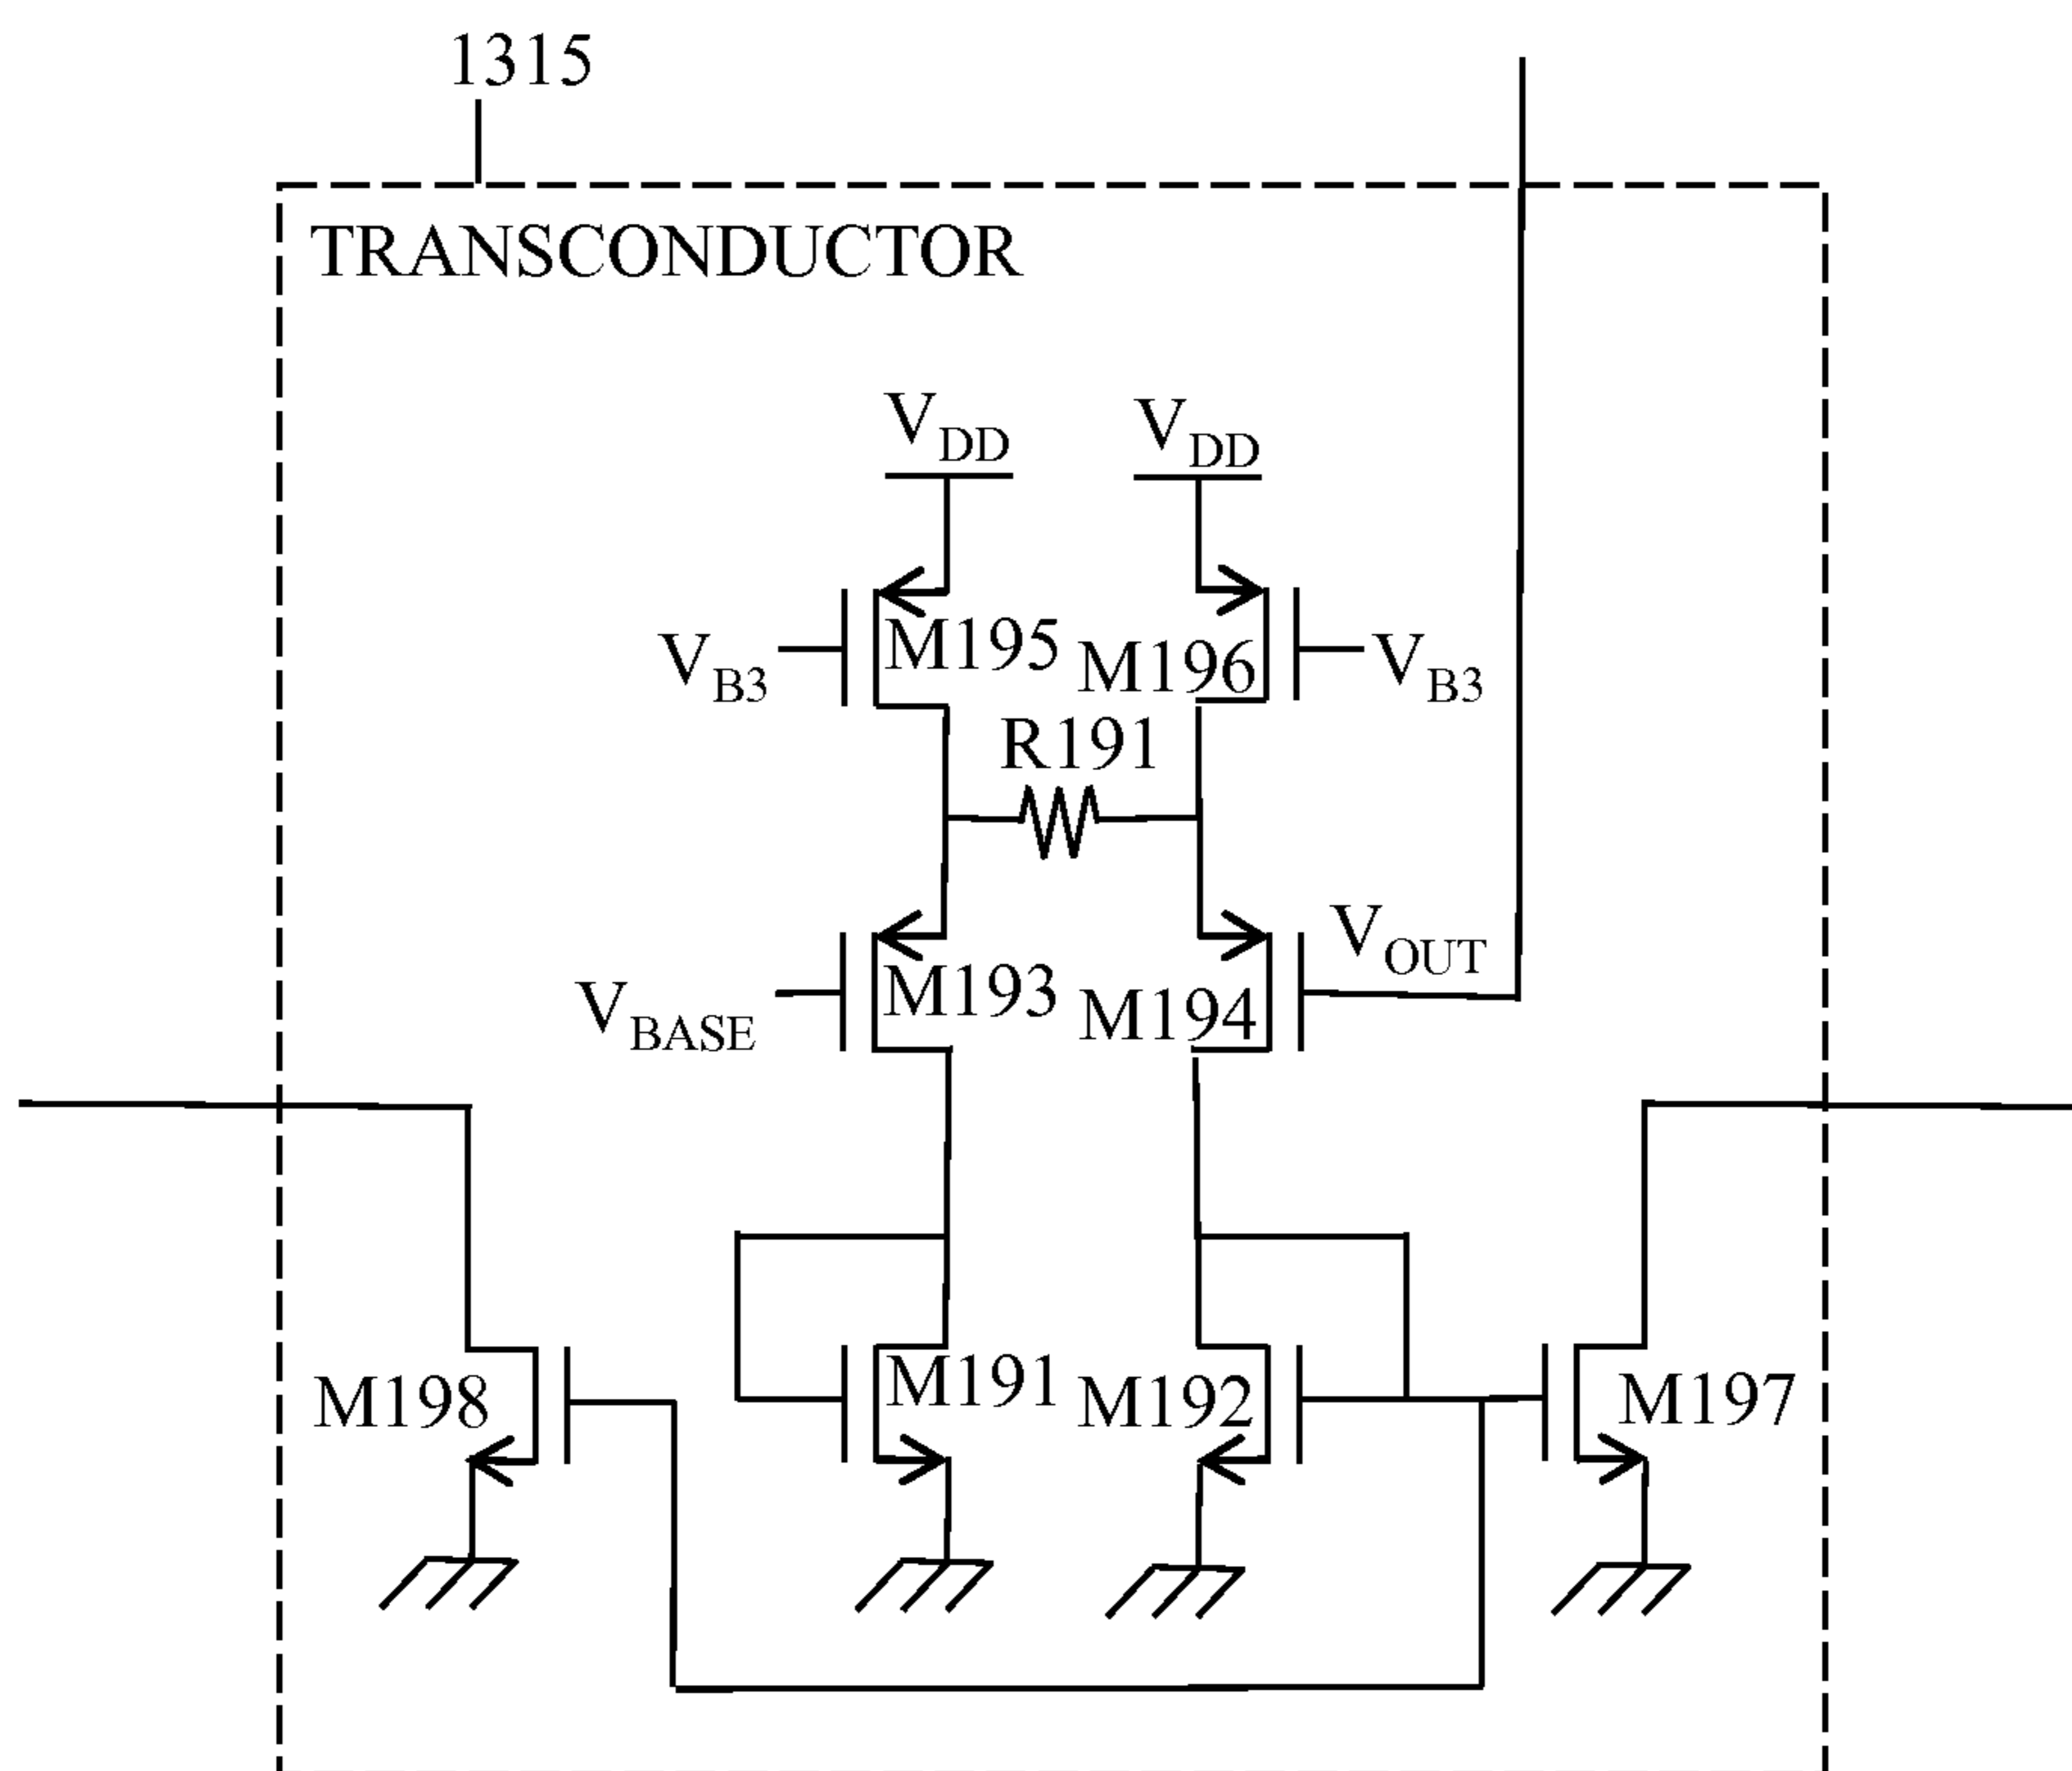 1315
TRANSCONDUCTOR
VDD VDD
M195 M196
VB3 VB3
R191
VOUT
M193 M194
VBASE
M198 M191 M192 M197